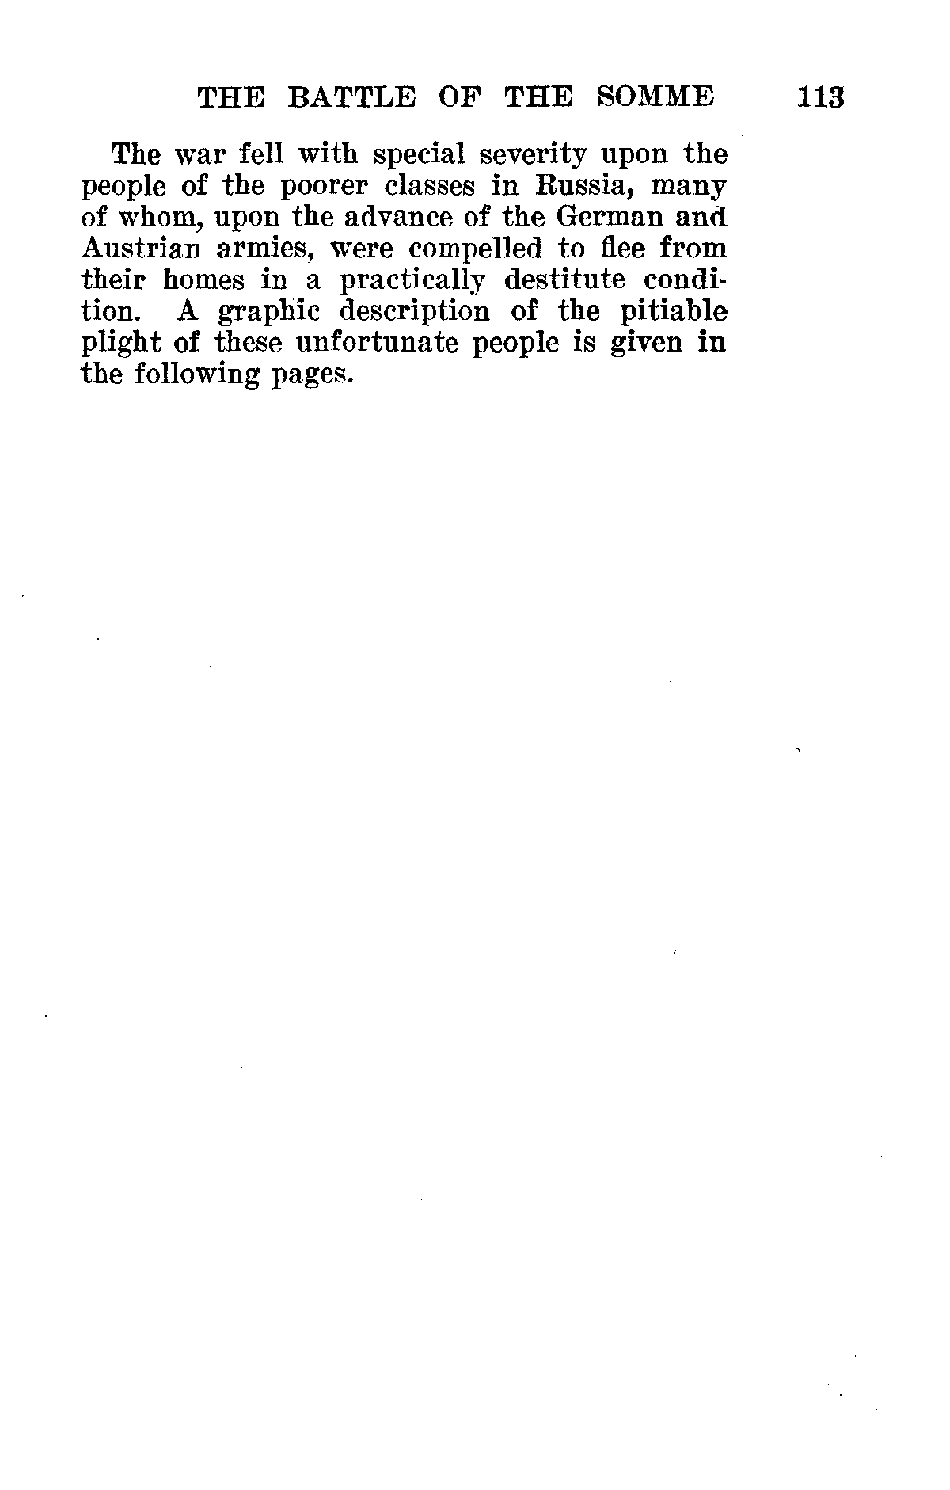 THE BATTLE OF THE SOMME 113
The war fell with special severity upon the
people of the poorer classes in Russia, many
of whom, upon the advance of the German and
Austrian armies, were compelled to flee from
their homes in a practically destitute condi-
tion. A graphic description of the pitiable
plight of these unfortunate people is given in
the following pages.